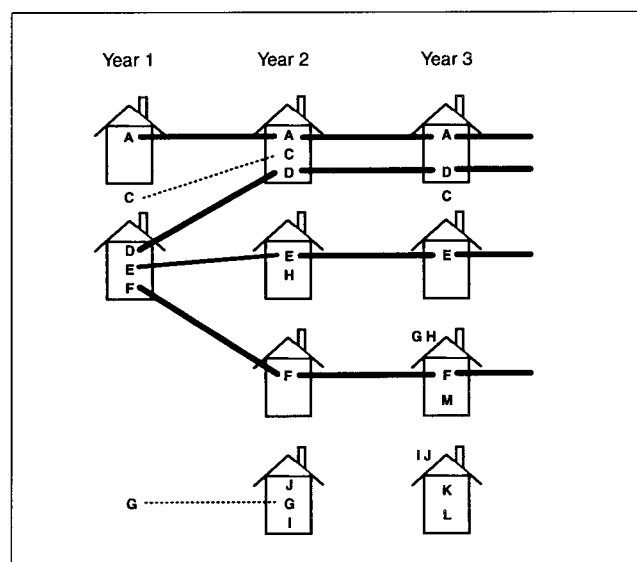 Year 1 Year 2 Year 3
A A A
C
D D
C C
D
E E E
F H
G H
F F
M
I J
J K
G G
L
I